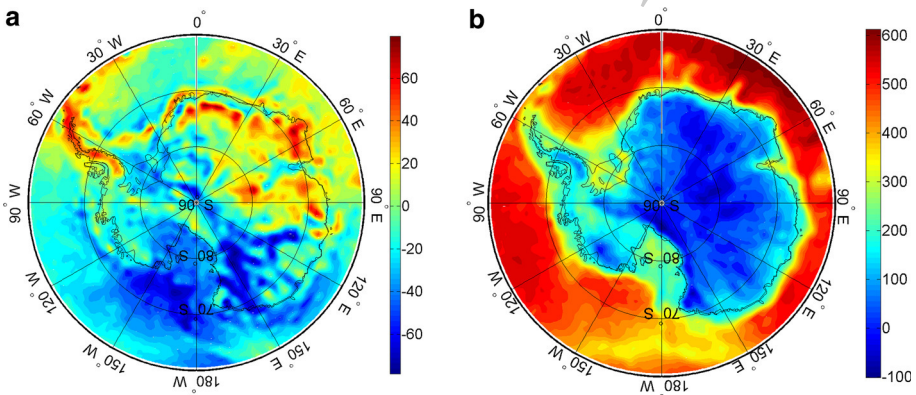 a
0°
30° E
60° E
90° E
120° E
150° E
180° W
150° W
120° W
90° W
60° W
30° W
90° S
80° S
70° S
60
40
20
0
-20
-40
-60
b
0°
30° E
60° E
90° E
120° E
150° E
180° W
150° W
120° W
90° W
60° W
30° W
90° S
80° S
70° S
600
500
400
300
200
100
0
-100